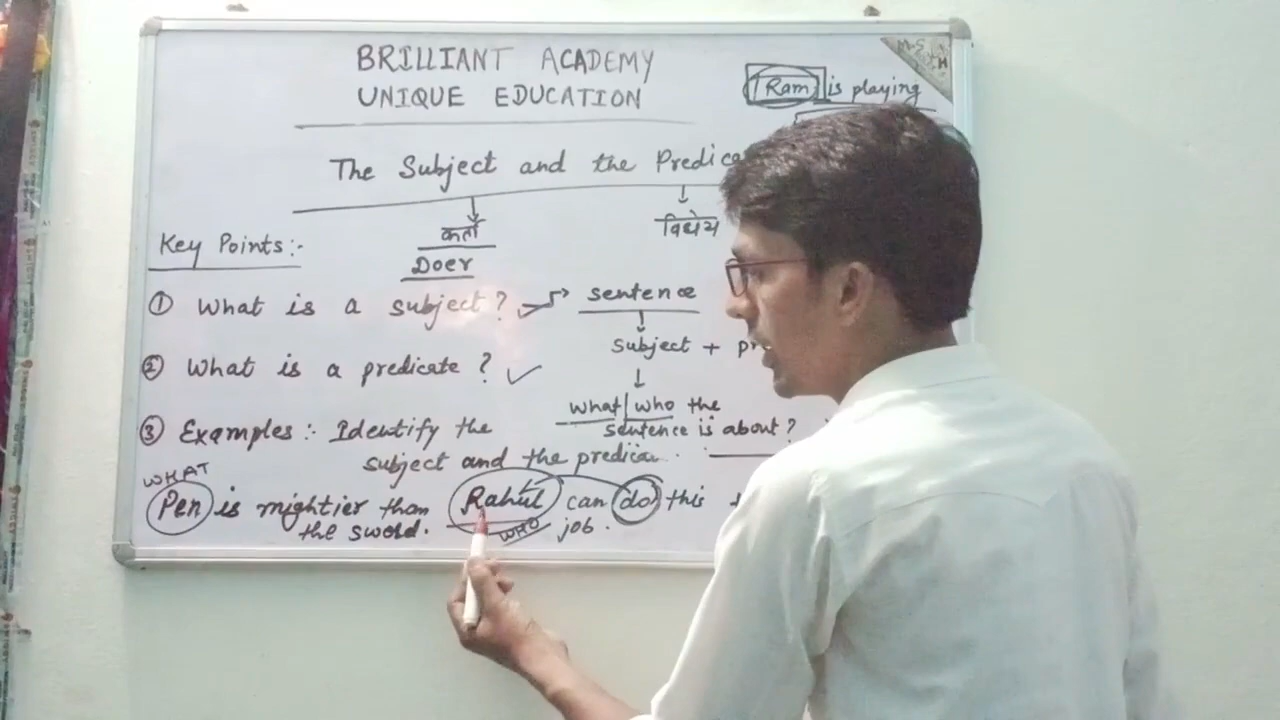 BRILLIANT ACADEMY
UNIQUE EDUCATION
M.S
Ram is playing
The Subject and the Predica
कर्ता
विधेय
Doer
Key Points:-
① What is a subject?
sentence
subject + pr
② What is a predicate?
what/who the
sentence is about?
③ Examples:- Identify the
subject and the predica
WHAT
Pen is mightier than
the sword.
Rahul can do this
WHO job.